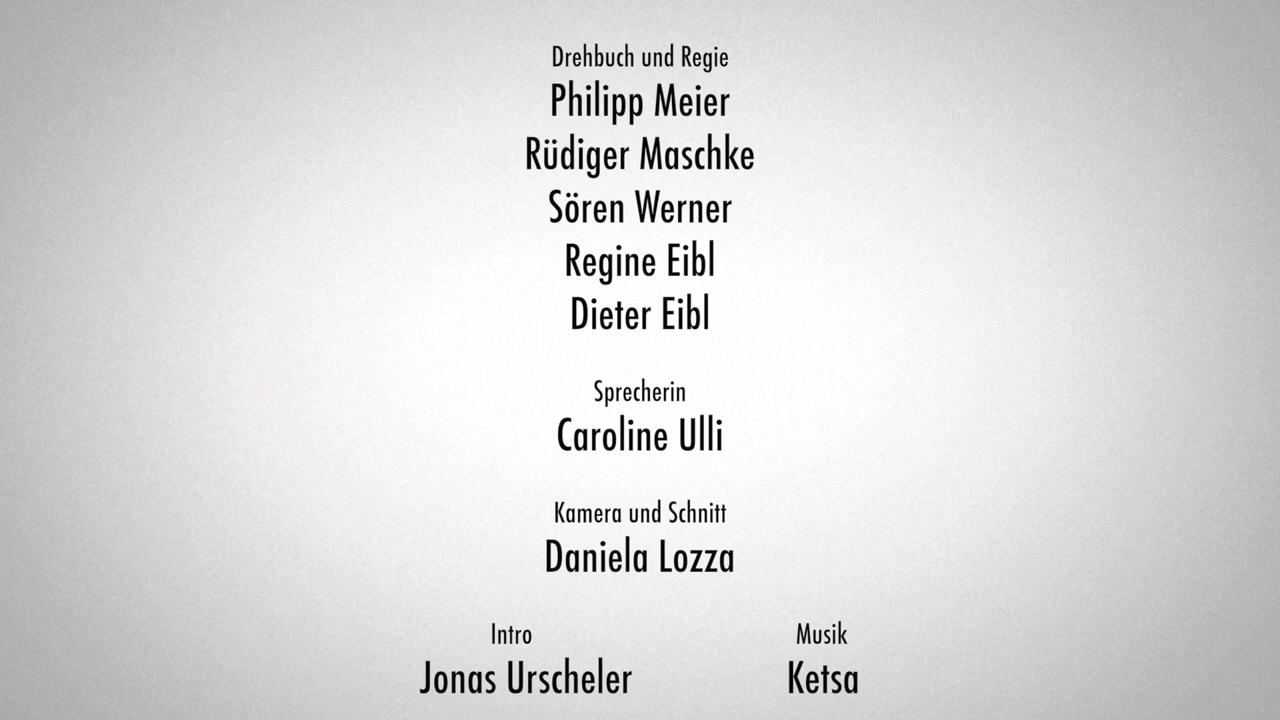 Drehbuch und Regie
Philipp Meier
Rüdiger Maschke
Sören Werner
Regine Eibl
Dieter Eibl
Sprecherin
Caroline Ulli
Kamera und Schnitt
Daniela Lozza
Intro
Jonas Urscheler
Musik
Ketsa